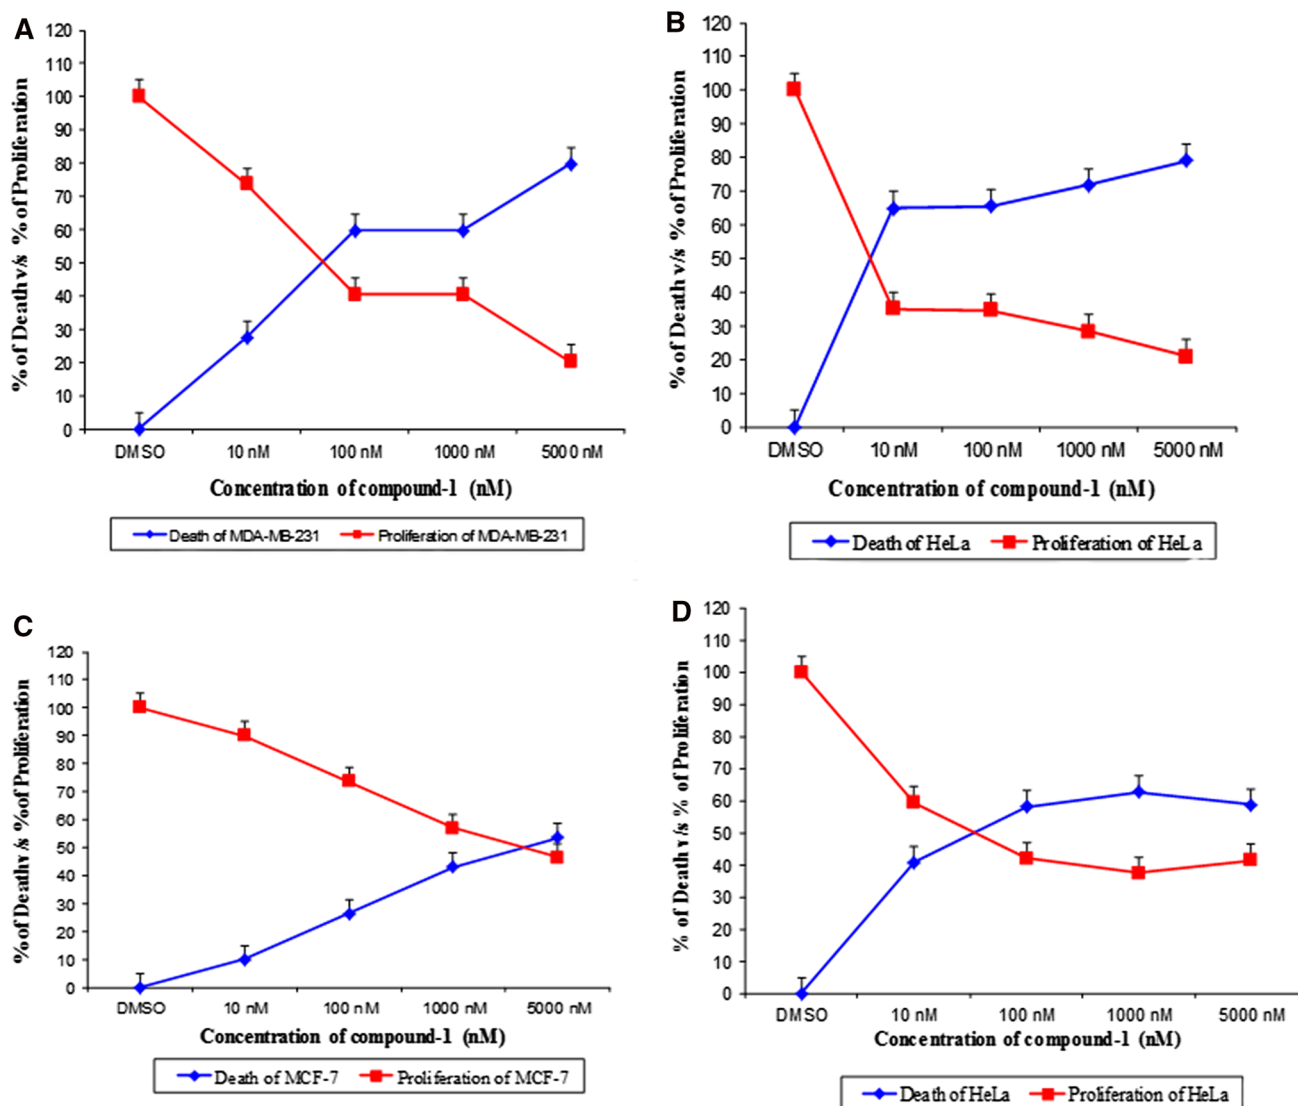 A
120
110
100
90
80
70
60
50
40
30
20
10
0
% of Death v/s % of Proliferation
DMSO 10 nM 100 nM 1000 nM 5000 nM
Concentration of compound-1 (nM)
Death of MDA-MB-231 Proliferation of MDA-MB-231
B
120
110
100
90
80
70
60
50
40
30
20
10
0
% of Death v/s % of Proliferation
DMSO 10 nM 100 nM 1000 nM 5000 nM
Concentration of compound-1 (nM)
Death of HeLa Proliferation of HeLa
C
120
110
100
90
80
70
60
50
40
30
20
10
0
% of Death v/s % of Proliferation
DMSO 10 nM 100 nM 1000 nM 5000 nM
Concentration of compound-1 (nM)
Death of MCF-7 Proliferation of MCF-7
D
120
110
100
90
80
70
60
50
40
30
20
10
0
% of Death v/s % of Proliferation
DMSO 10 nM 100 nM 1000 nM 5000 nM
Concentration of compound-1 (nM)
Death of HeLa Proliferation of HeLa